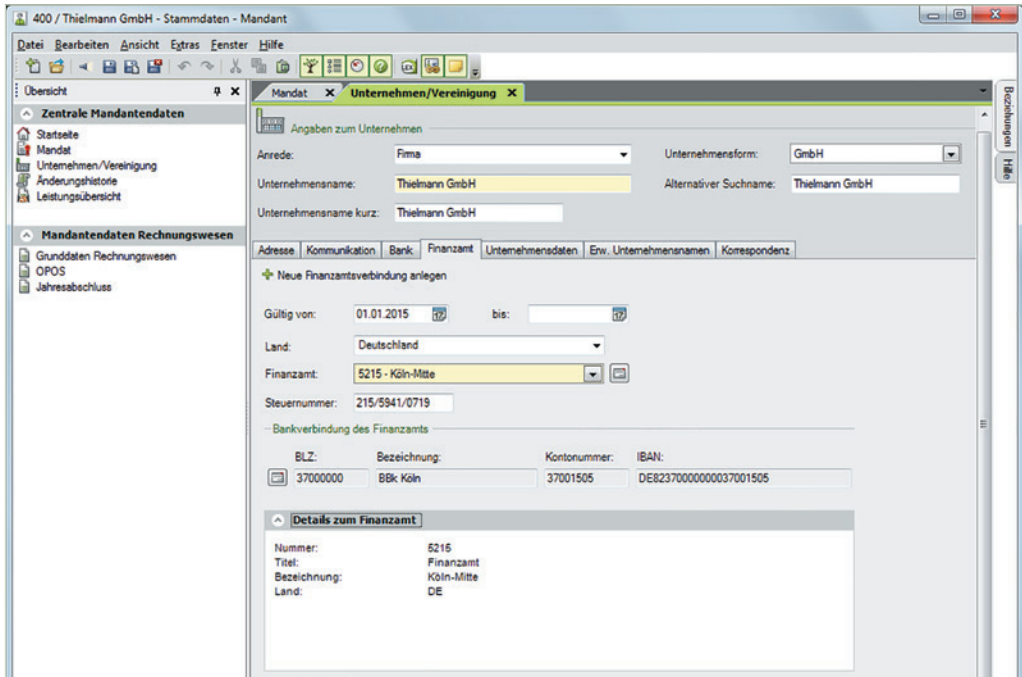 400 / Thielmann GmbH - Stammdaten - Mandant
Datei Bearbeiten Ansicht Extras Fenster Hilfe
Übersicht
Zentrale Mandantendaten
Startseite
Mandat
Unternehmen/Vereinigung
Änderungshistorie
Leistungsübersicht
Mandantendaten Rechnungswesen
Grunddaten Rechnungswesen
OPOS
Jahresabschluss
Mandat X Unternehmen/Vereinigung X
Angaben zum Unternehmen
Anrede: Firma Unternehmensform: GmbH
Unternehmensname: Thielmann GmbH Alternativer Suchname: Thielmann GmbH
Unternehmensname kurz: Thielmann GmbH
Adresse Kommunikation Bank Finanzamt Unternehmensdaten Erw. Unternehmensnamen Korrespondenz
Neue Finanzamtsverbindung anlegen
Gültig von: 01.01.2015 bis:
Land: Deutschland
Finanzamt: 5215 - Köln-Mitte
Steuernummer: 215/5941/0719
Bankverbindung des Finanzamts
BLZ: Bezeichnung: Kontonummer: IBAN:
37000000 BBk Köln 37001505 DE82370000000037001505
Details zum Finanzamt
Nummer: 5215
Titel: Finanzamt
Bezeichnung: Köln-Mitte
Land: DE
Beziehungen
Hilfe